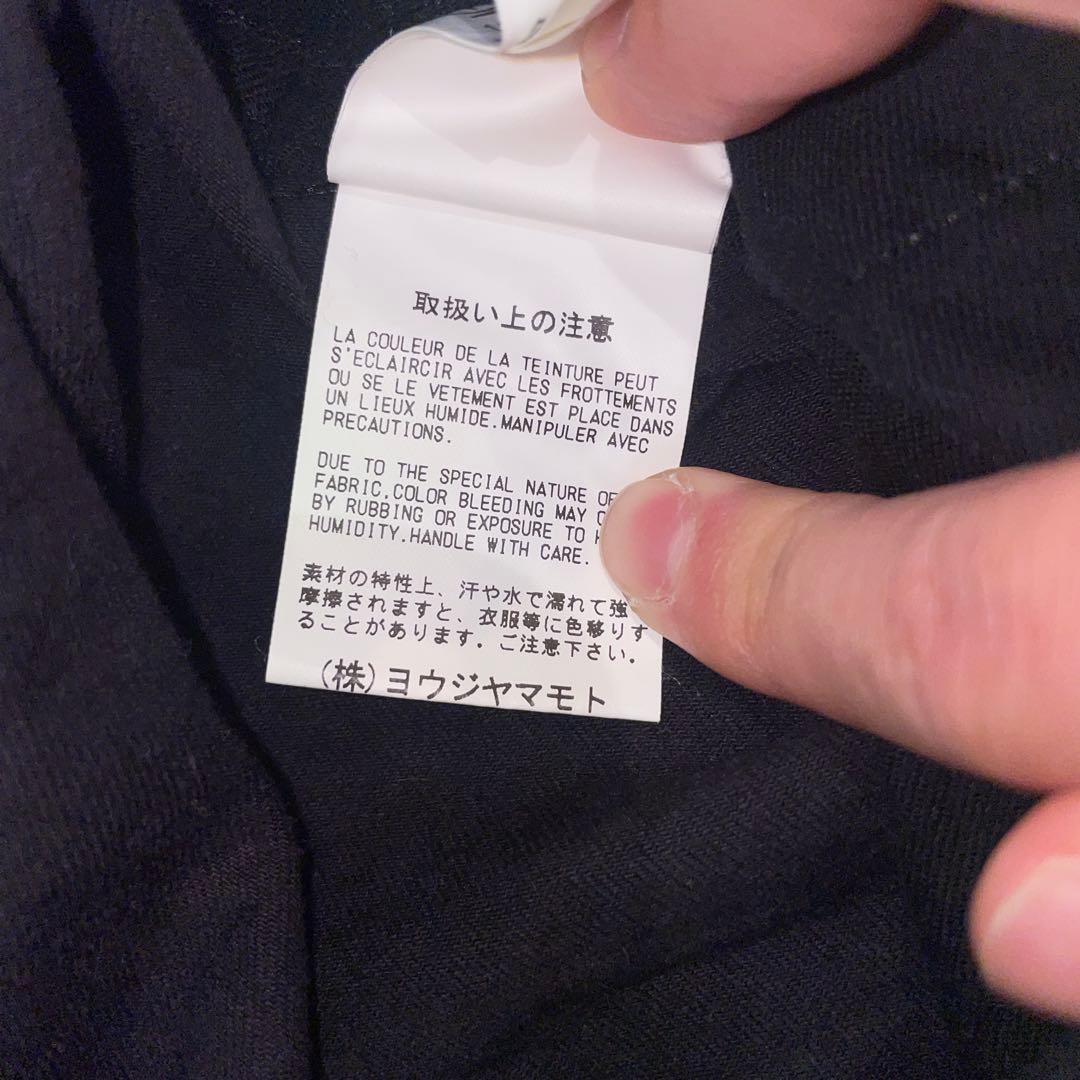 取扱い上の注意
LA COULEUR DE LA TEINTURE PEUT
S'ECLAIRCIR AVEC LES FROTTEMENTS
OU SE LE VETEMENT EST PLACE DANS
UN LIEUX HUMIDE.MANIPULER AVEC
PRECAUTIONS.
DUE TO THE SPECIAL NATURE OF
FABRIC,COLOR BLEEDING MAY
BY RUBBING OR EXPOSURE TO
HUMIDITY.HANDLE WITH CARE.
素材の特性上、汗や水で濡れて強
摩擦されますと、衣服等に色移りす
ることがあります．ご注意下さい．
(株)ヨウジヤマモト